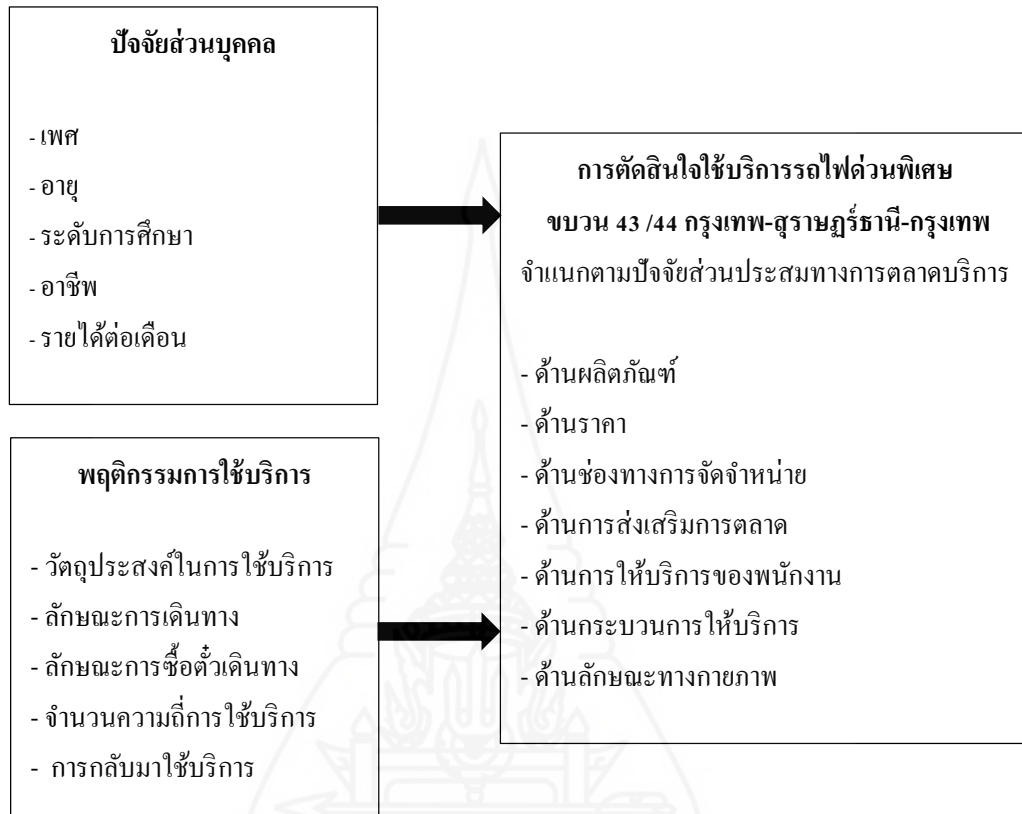 ปัจจัยส่วนบุคคล
- เพศ
- อายุ
- ระดับการศึกษา
- อาชีพ
- รายได้ต่อเดือน
พฤติกรรมการใช้บริการ
- วัตถุประสงค์ในการใช้บริการ
- ลักษณะการเดินทาง
- ลักษณะการซื้อตั๋วเดินทาง
- จำนวนความถี่การใช้บริการ
- การกลับมาใช้บริการ
การตัดสินใจใช้บริการรถไฟด่วนพิเศษ
ขบวน 43 /44 กรุงเทพ-สุราษฏร์ธานี-กรุงเทพ
จำแนกตามปัจจัยส่วนประสมทางการตลาดบริการ
- ด้านผลิตภัณฑ์
- ด้านราคา
- ด้านช่องทางการจัดจำหน่าย
- ด้านการส่งเสริมการตลาด
- ด้านการให้บริการของพนักงาน
- ด้านกระบวนการให้บริการ
- ด้านลักษณะทางกายภาพ